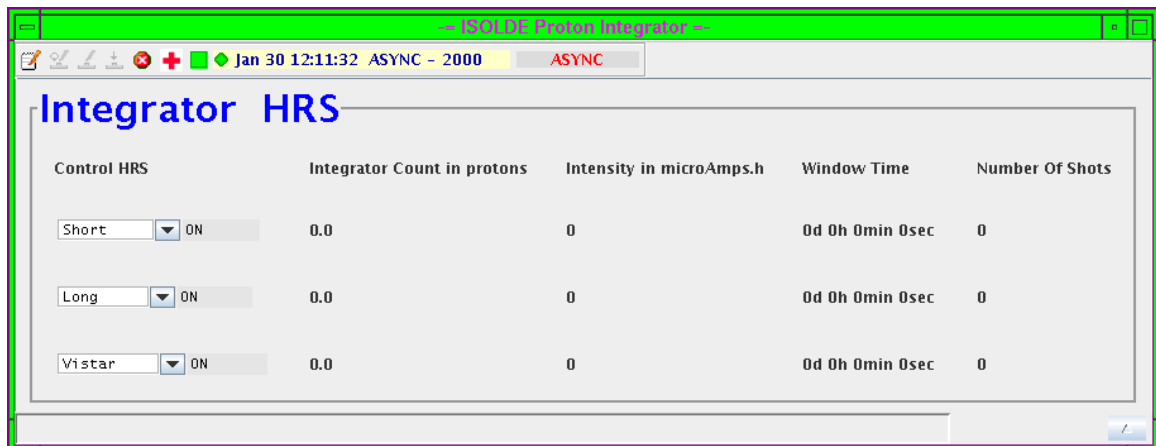 -= ISOLDE Proton Integrator =-
Jan 30 12:11:32 ASYNC - 2000 ASYNC
Integrator HRS
Control HRS Integrator Count in protons Intensity in microAmps.h Window Time Number Of Shots
Short ON 0.0 0 0d 0h 0min 0sec 0
Long ON 0.0 0 0d 0h 0min 0sec 0
Vistar ON 0.0 0 0d 0h 0min 0sec 0